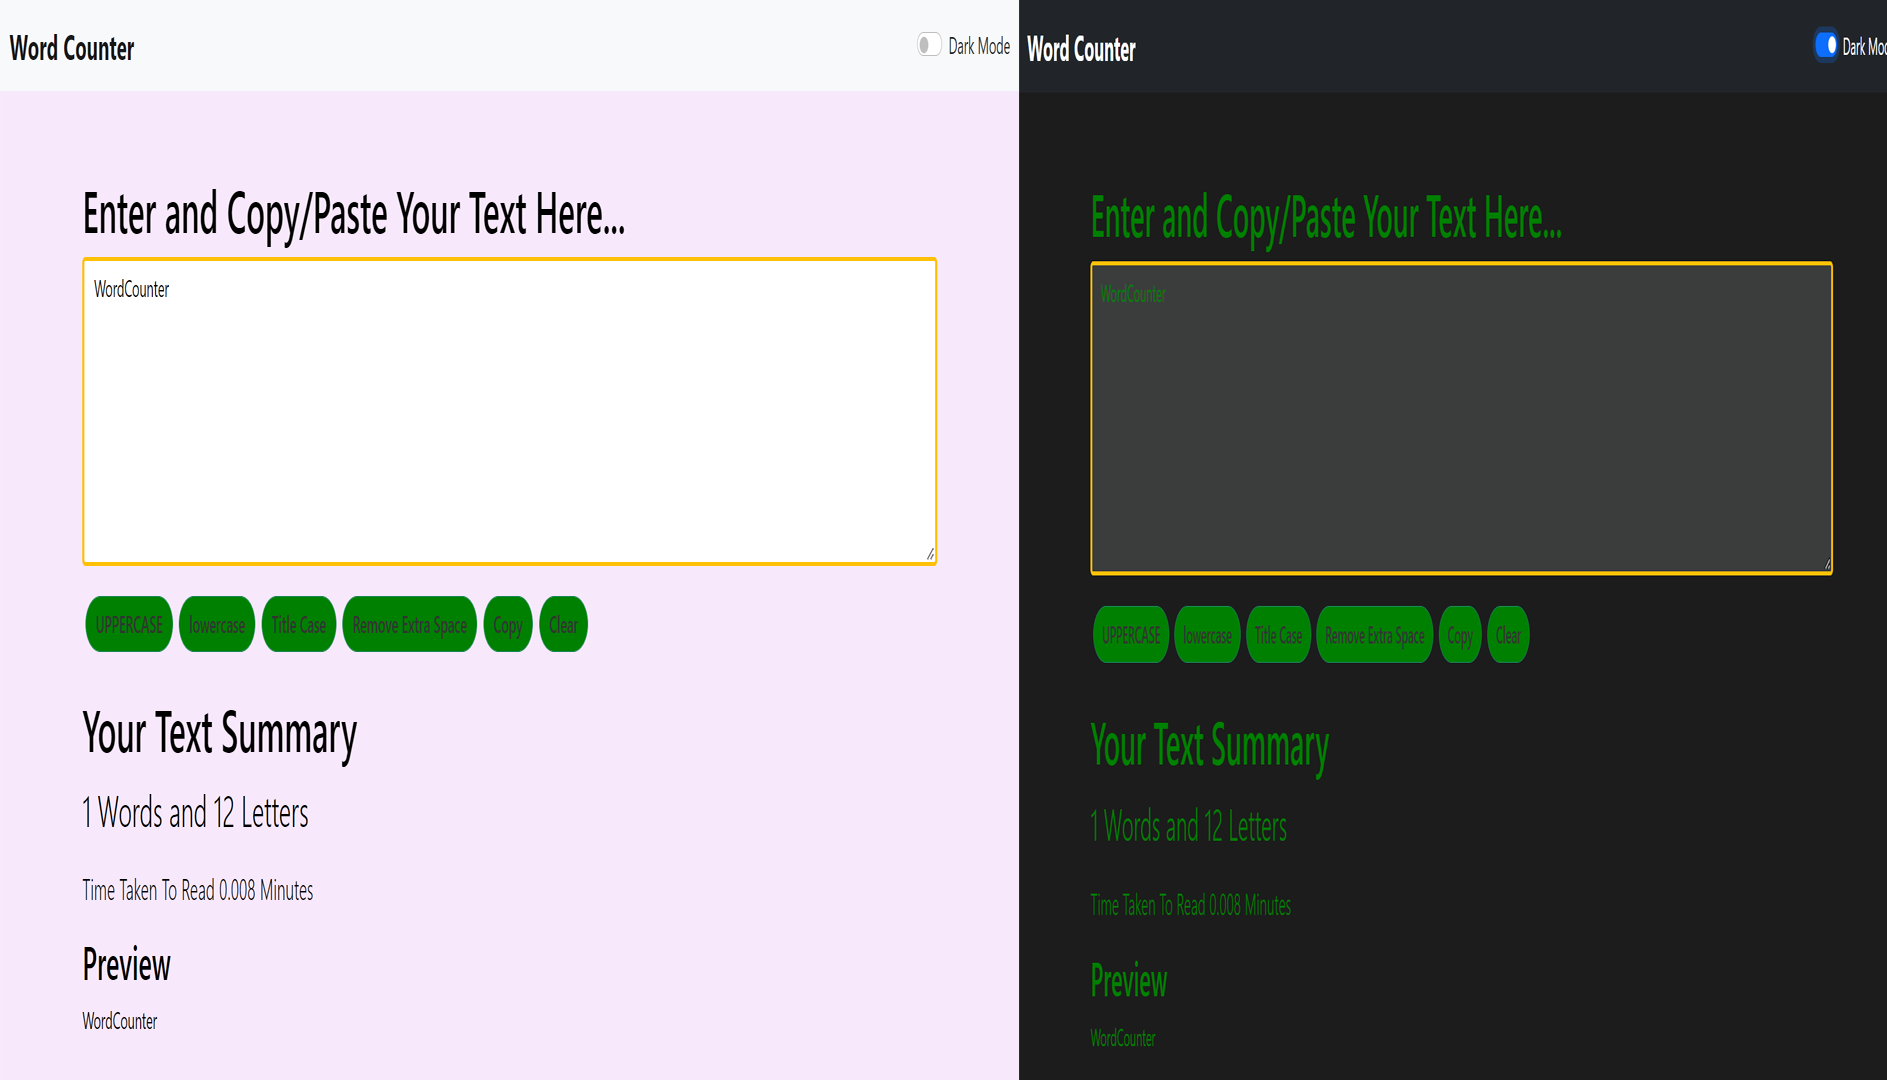 Word Counter
Dark Mode
Enter and Copy/Paste Your Text Here...
WordCounter
UPPERCASE lowercase Title Case Remove Extra Space Copy Clear
Your Text Summary
1 Words and 12 Letters
Time Taken To Read 0.008 Minutes
Preview
WordCounter
Word Counter
Dark Moc
Enter and Copy/Paste Your Text Here...
WordCounter
UPPERCASE lowercase Title Case Remove Extra Space Copy Clear
Your Text Summary
1 Words and 12 Letters
Time Taken To Read 0.008 Minutes
Preview
WordCounter